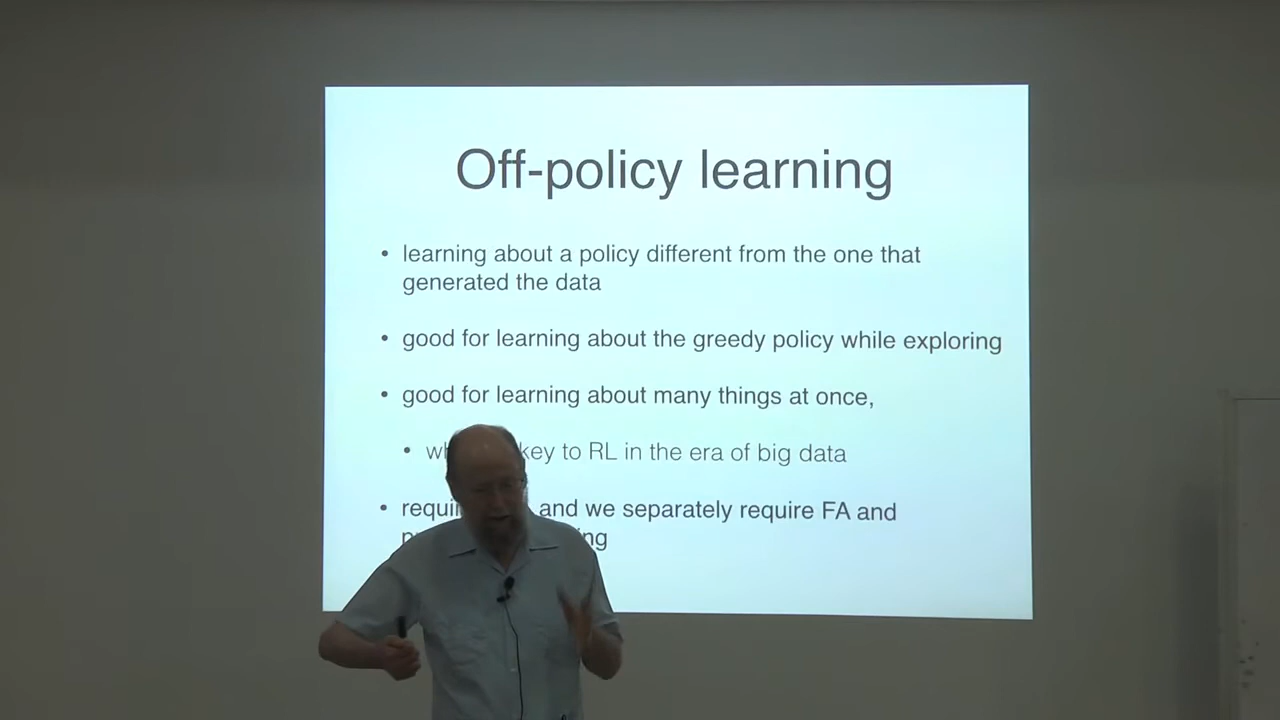 Off-policy learning
• learning about a policy different from the one that
generated the data
• good for learning about the greedy policy while exploring
• good for learning about many things at once,
• key to RL in the era of big data
• and we separately require FA and